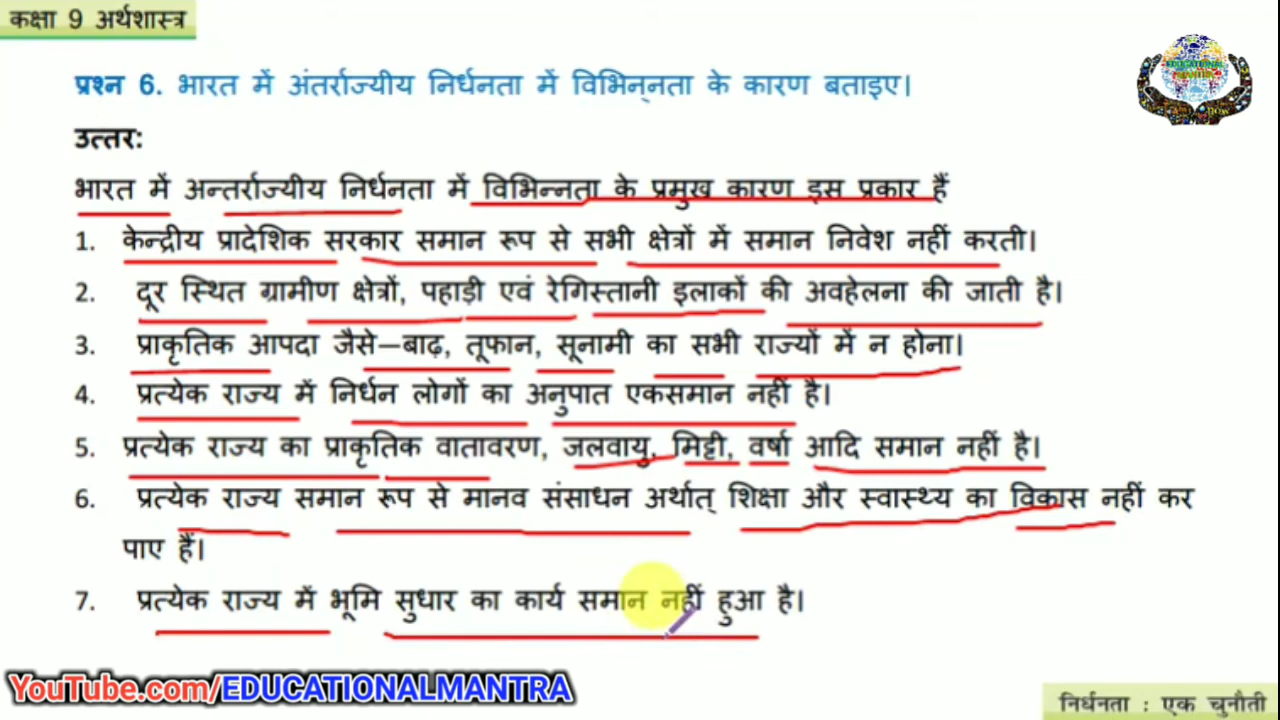 कक्षा 9 अर्थशास्त्र
EDUCATIONAL
MANTRA
प्रश्न 6. भारत में अंतर्राज्यीय निर्धनता में विभिन्नता के कारण बताइए।
उत्तर:
भारत में अन्तर्राज्यीय निर्धनता में विभिन्नता के प्रमुख कारण इस प्रकार हैं
1. केन्द्रीय प्रादेशिक सरकार समान रूप से सभी क्षेत्रों में समान निवेश नहीं करती।
2. दूर स्थित ग्रामीण क्षेत्रों, पहाड़ी एवं रेगिस्तानी इलाकों की अवहेलना की जाती है।
3. प्राकृतिक आपदा जैसे—बाढ़, तूफान, सूनामी का सभी राज्यों में न होना।
4. प्रत्येक राज्य में निर्धन लोगों का अनुपात एकसमान नहीं है।
5. प्रत्येक राज्य का प्राकृतिक वातावरण, जलवायु, मिट्टी, वर्षा आदि समान नहीं है।
6. प्रत्येक राज्य समान रूप से मानव संसाधन अर्थात् शिक्षा और स्वास्थ्य का विकास नहीं कर
पाए हैं।
7. प्रत्येक राज्य में भूमि सुधार का कार्य समान नहीं हुआ है।
YouTube.com/EDUCATIONALMANTRA
निर्धनता : एक चुनौती